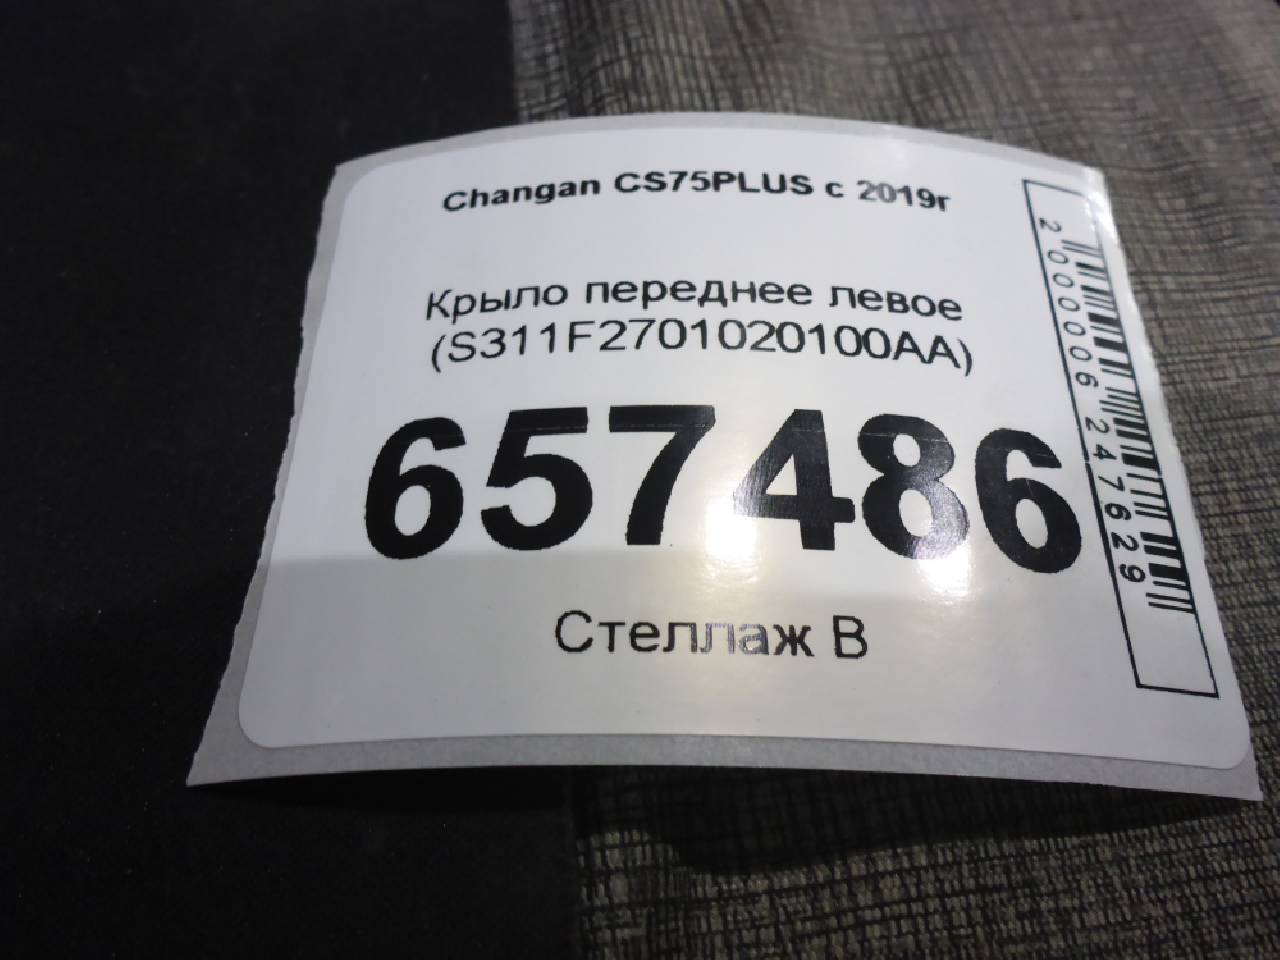 Changan CS75PLUS с 2019г
Крыло переднее левое
(S311F2701020100AA)
657486
Стеллаж В
2000006247629